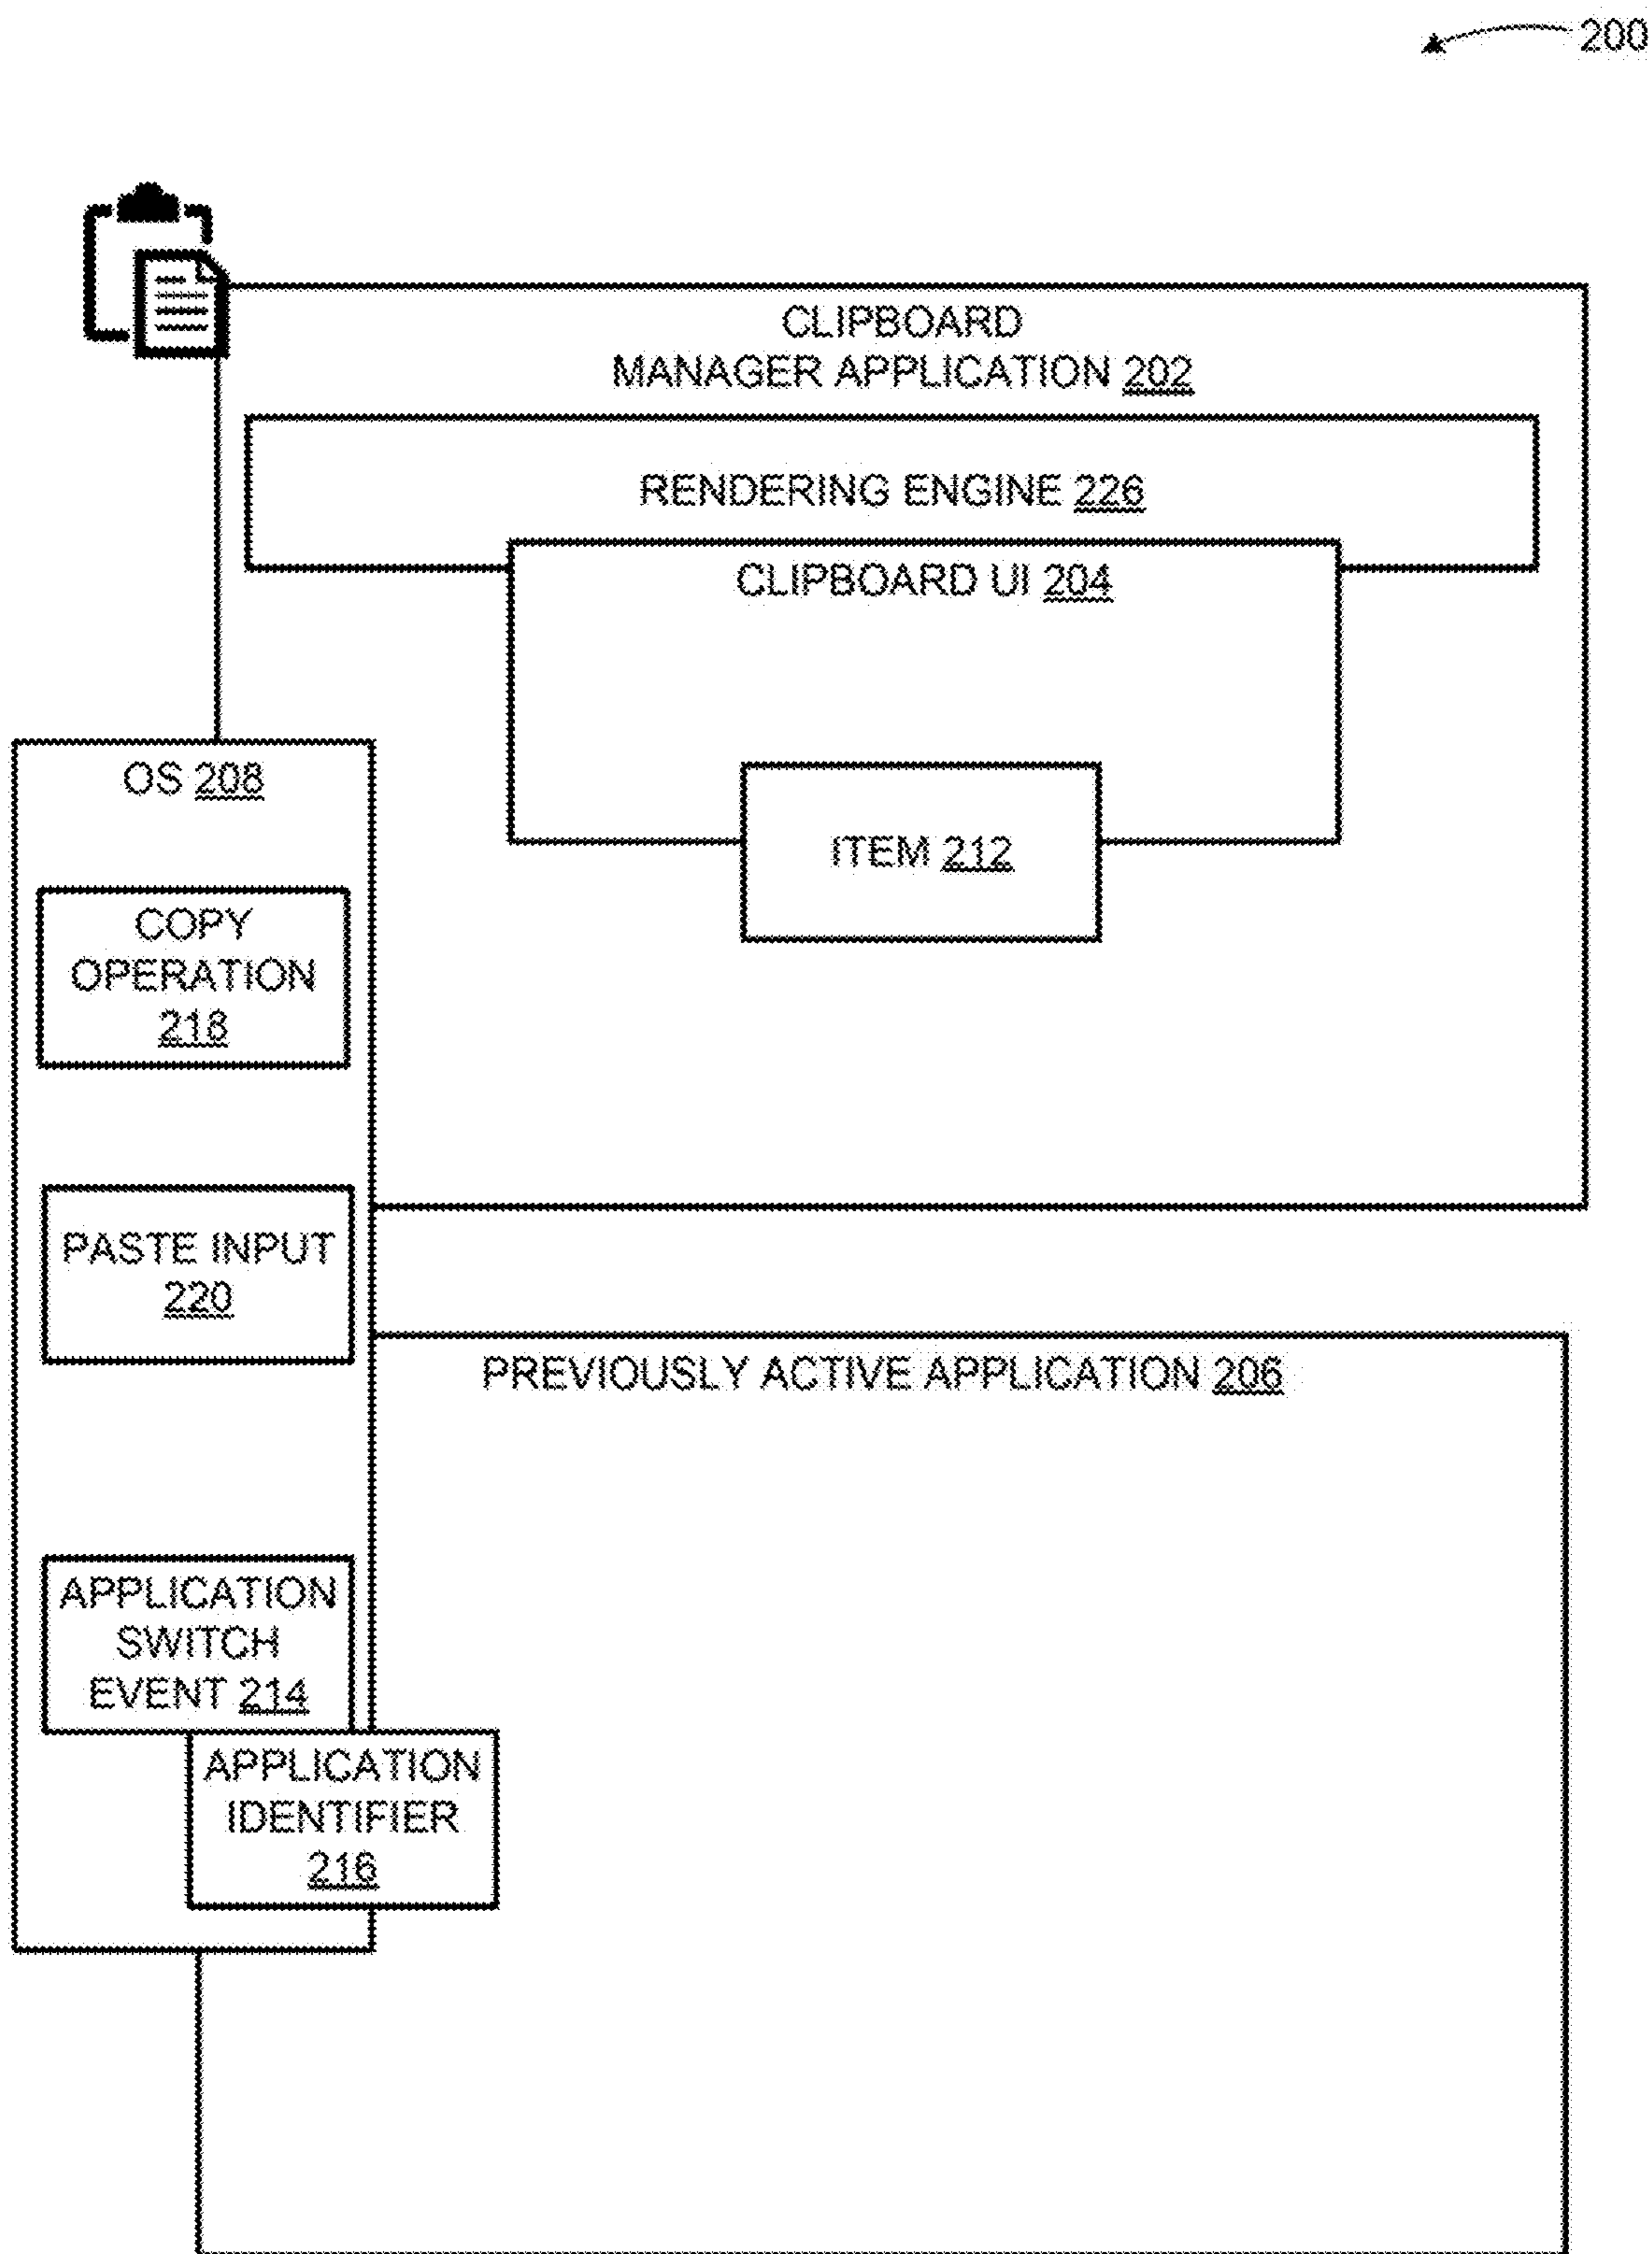 200
CLIPBOARD
MANAGER APPLICATION 202
RENDERING ENGINE 226
CLIPBOARD UI 204
ITEM 212
OS 208
COPY
OPERATION
218
PASTE INPUT
220
PREVIOUSLY ACTIVE APPLICATION 206
APPLICATION
SWITCH
EVENT 214
APPLICATION
IDENTIFIER
216